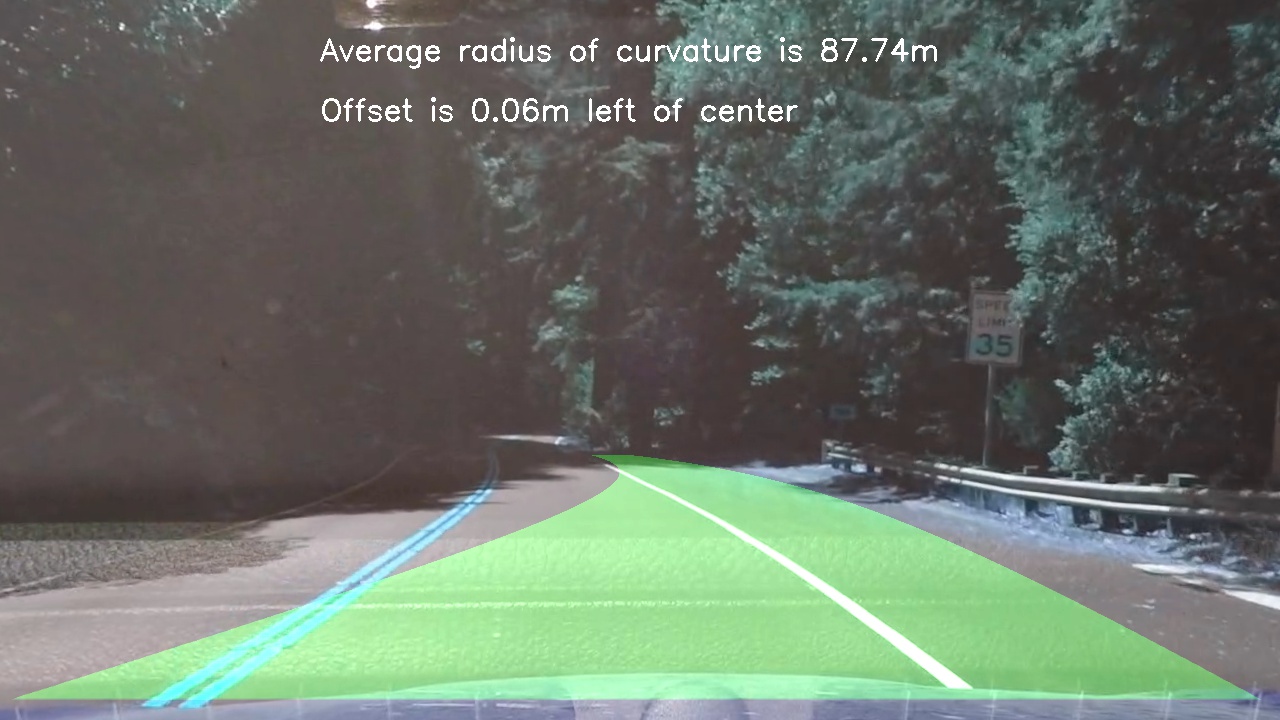 Average radius of curvature is 87.74m
Offset is 0.06m left of center
SPEED
LIMIT
35